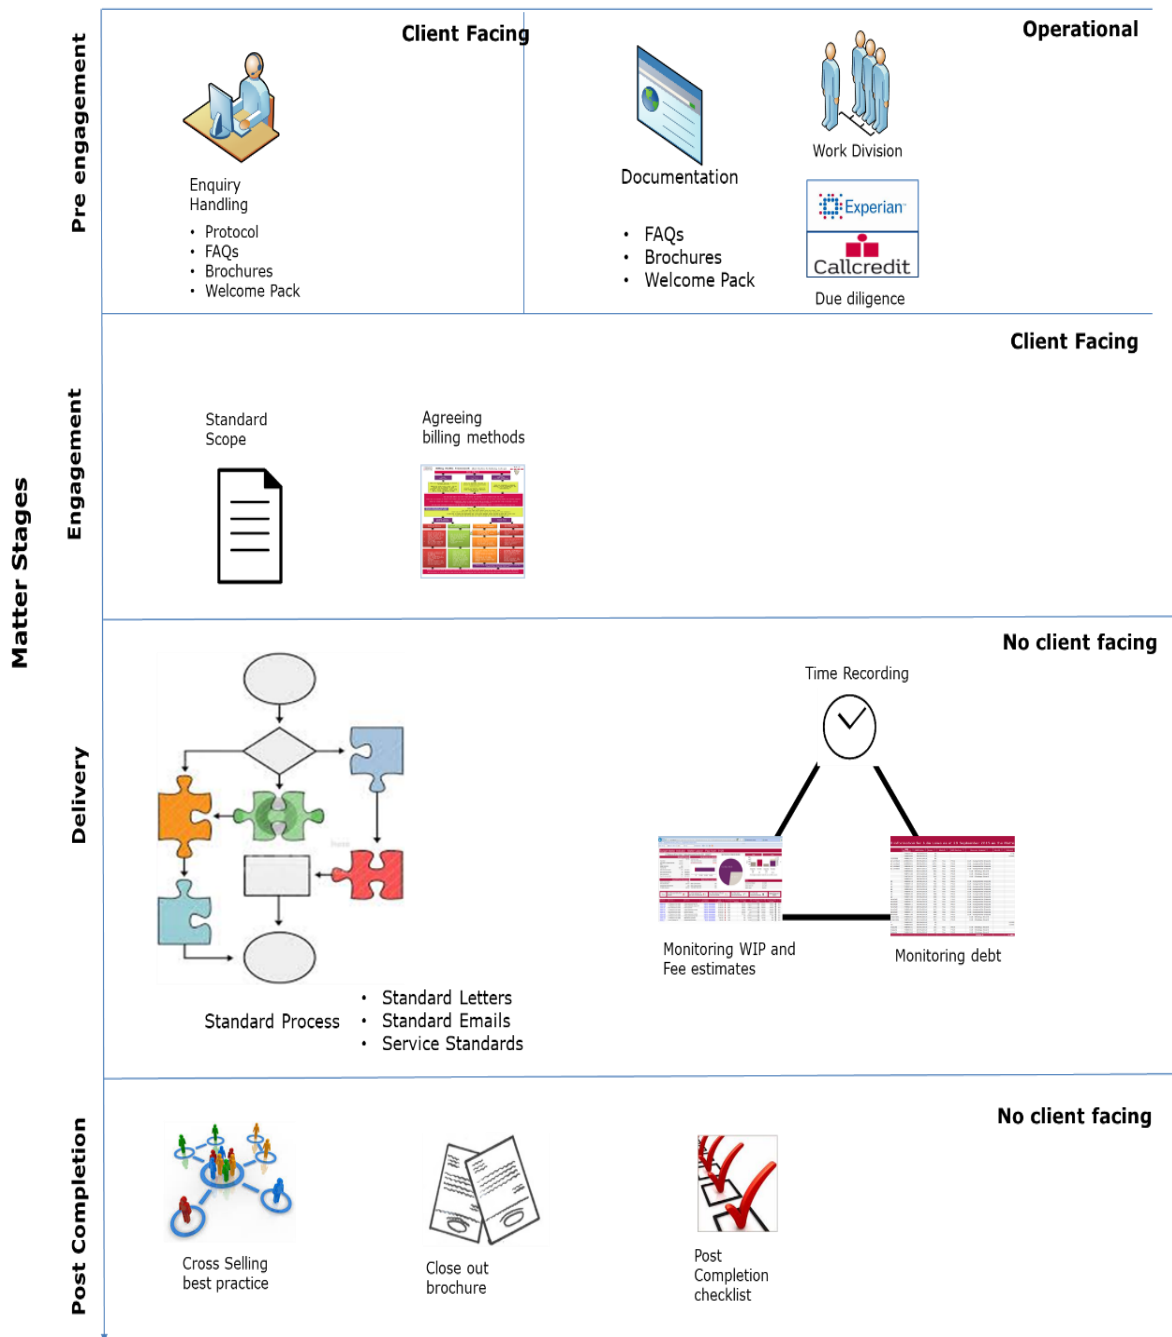 Matter Stages
Pre engagement
Client Facing
Operational
Enquiry
Handling
• Protocol
• FAQs
• Brochures
• Welcome Pack
Documentation
• FAQs
• Brochures
• Welcome Pack
Work Division
Experian
Callcredit
Due diligence
Engagement
Client Facing
Standard
Scope
Agreeing
billing methods
Delivery
No client facing
Standard Process
• Standard Letters
• Standard Emails
• Service Standards
Time Recording
Monitoring WIP and
Fee estimates
Monitoring debt
Post Completion
No client facing
Cross Selling
best practice
Close out
brochure
Post
Completion
checklist